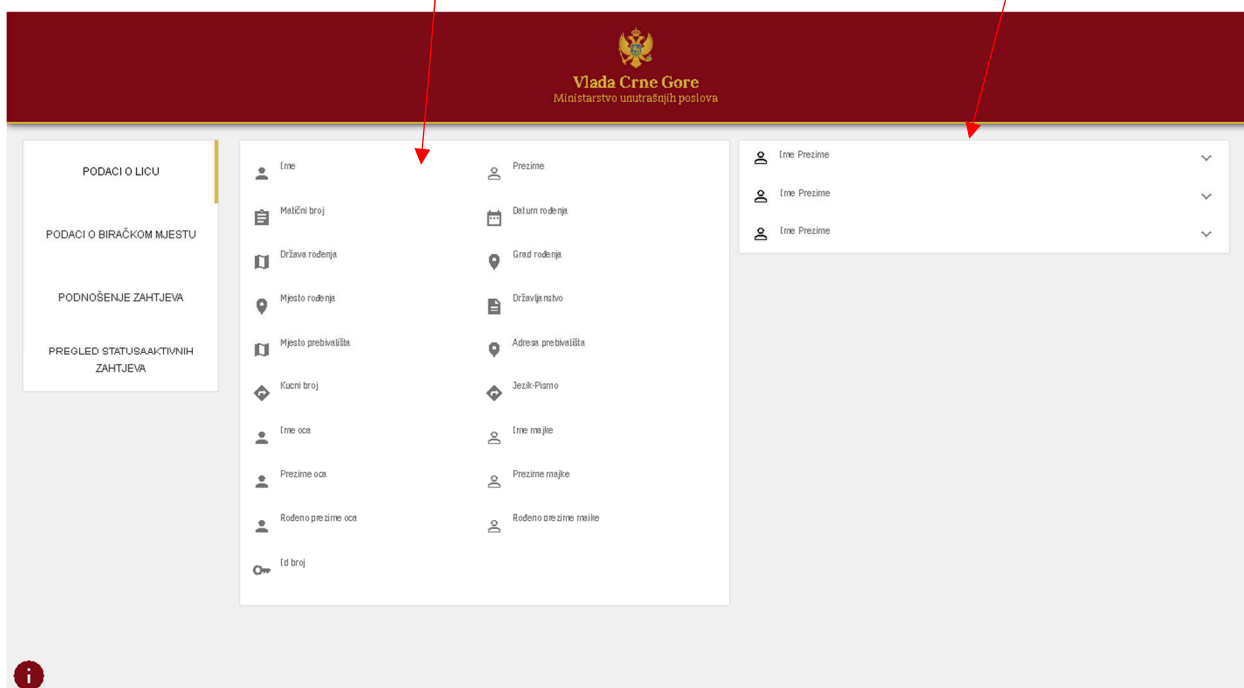 Vlada Crne Gore
Ministarstvo unutrašnjih poslova
PODACI O LICU
PODACI O BIRAČKOM MJESTU
PODNOŠENJE ZAHTJEVA
PREGLED STATUSAAKTIVNIH
ZAHTJEVA
Ime
Prezime
Matični broj
Datum rođenja
Država rođenja
Grad rođenja
Mjesto rođenja
Državljanstvo
Mjesto prebivališta
Adresa prebivališta
Kucni broj
Jezik-Pismo
Ime oca
Ime majke
Prezime oca
Prezime majke
Rođeno prezime oca
Rođeno prezime majke
Id broj
Ime Prezime
Ime Prezime
Ime Prezime